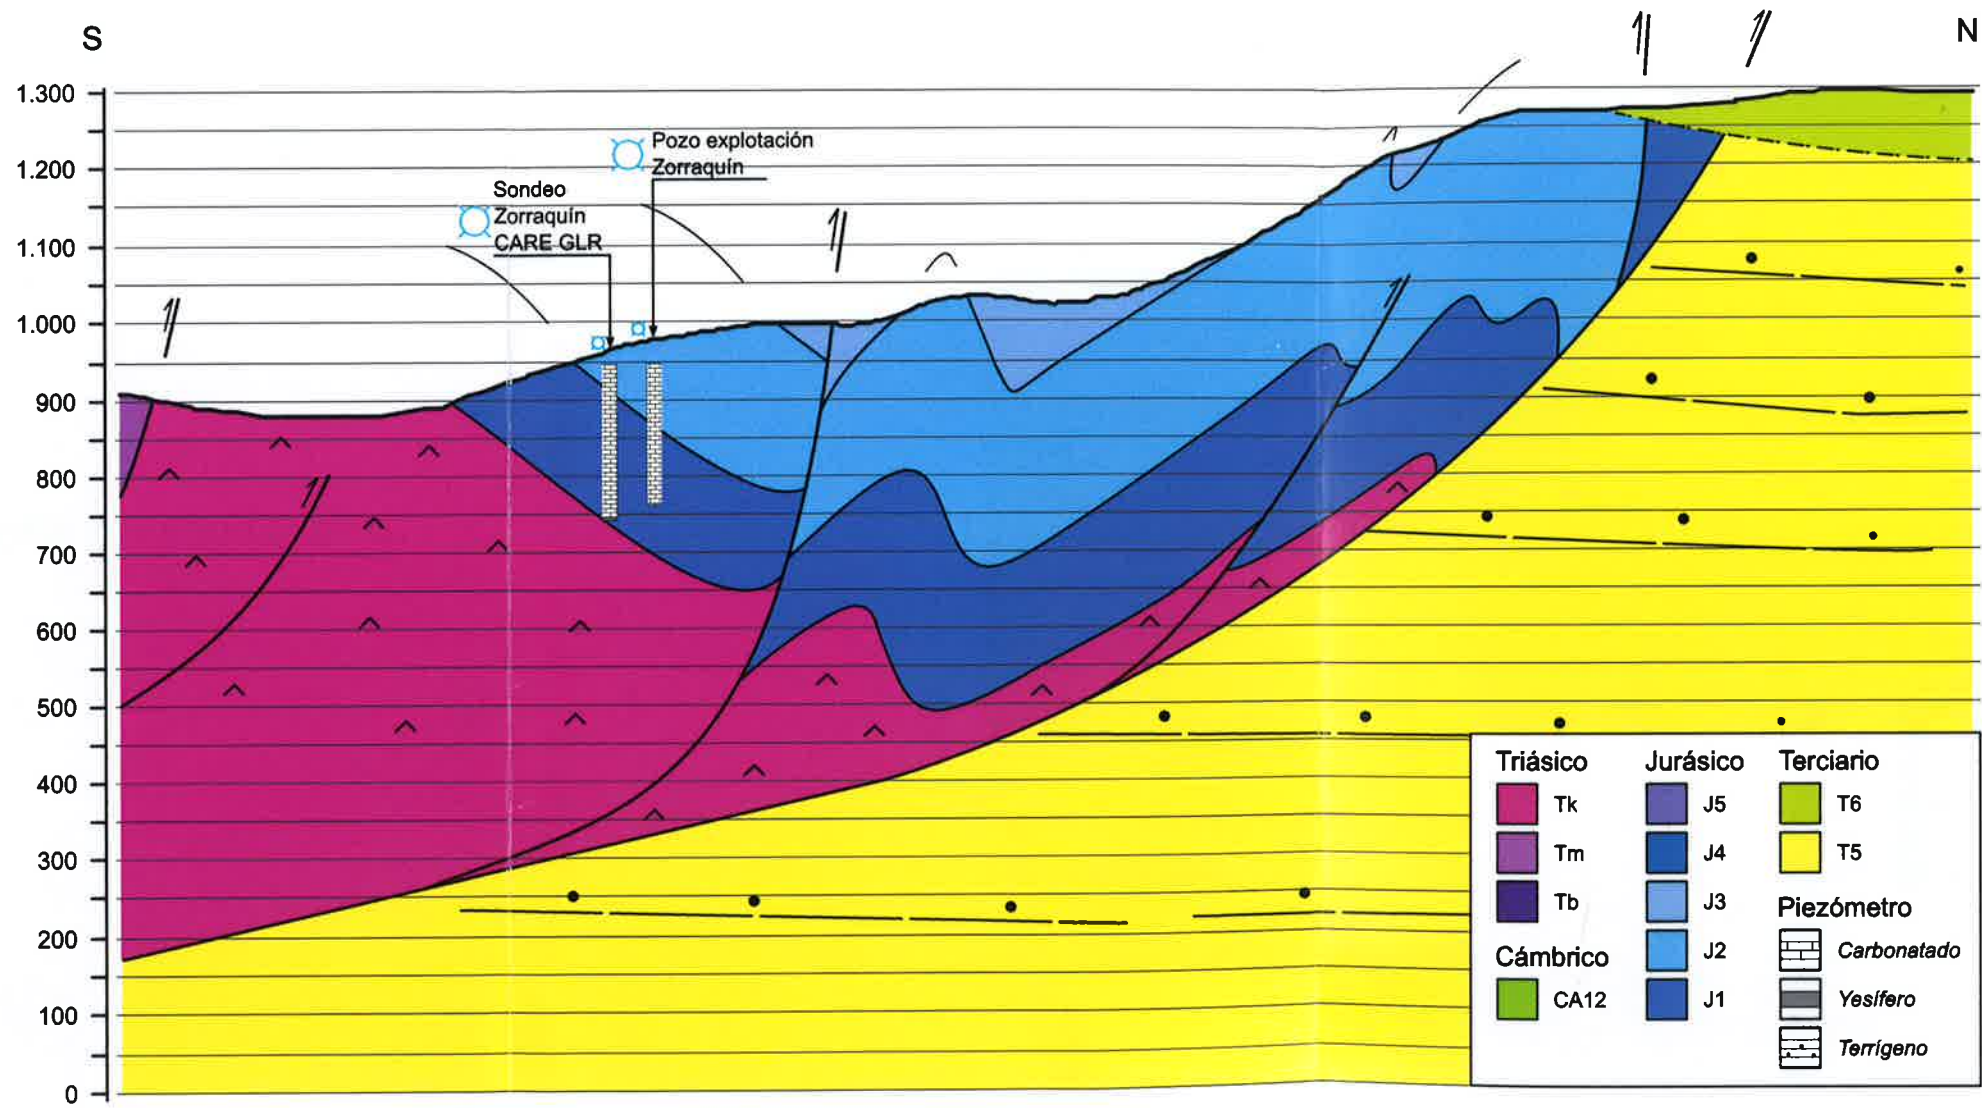 S
N
1.300
1.200
1.100
1.000
900
800
700
600
500
400
300
200
100
0
Pozo explotación
Zorraquín
Sondeo
Zorraquín
CARE GLR
Triásico
Tk
Tm
Tb
Cámbrico
CA12
Jurásico
J5
J4
J3
J2
J1
Terciario
T6
T5
Piezómetro
Carbonatado
Yesífero
Terrígeno